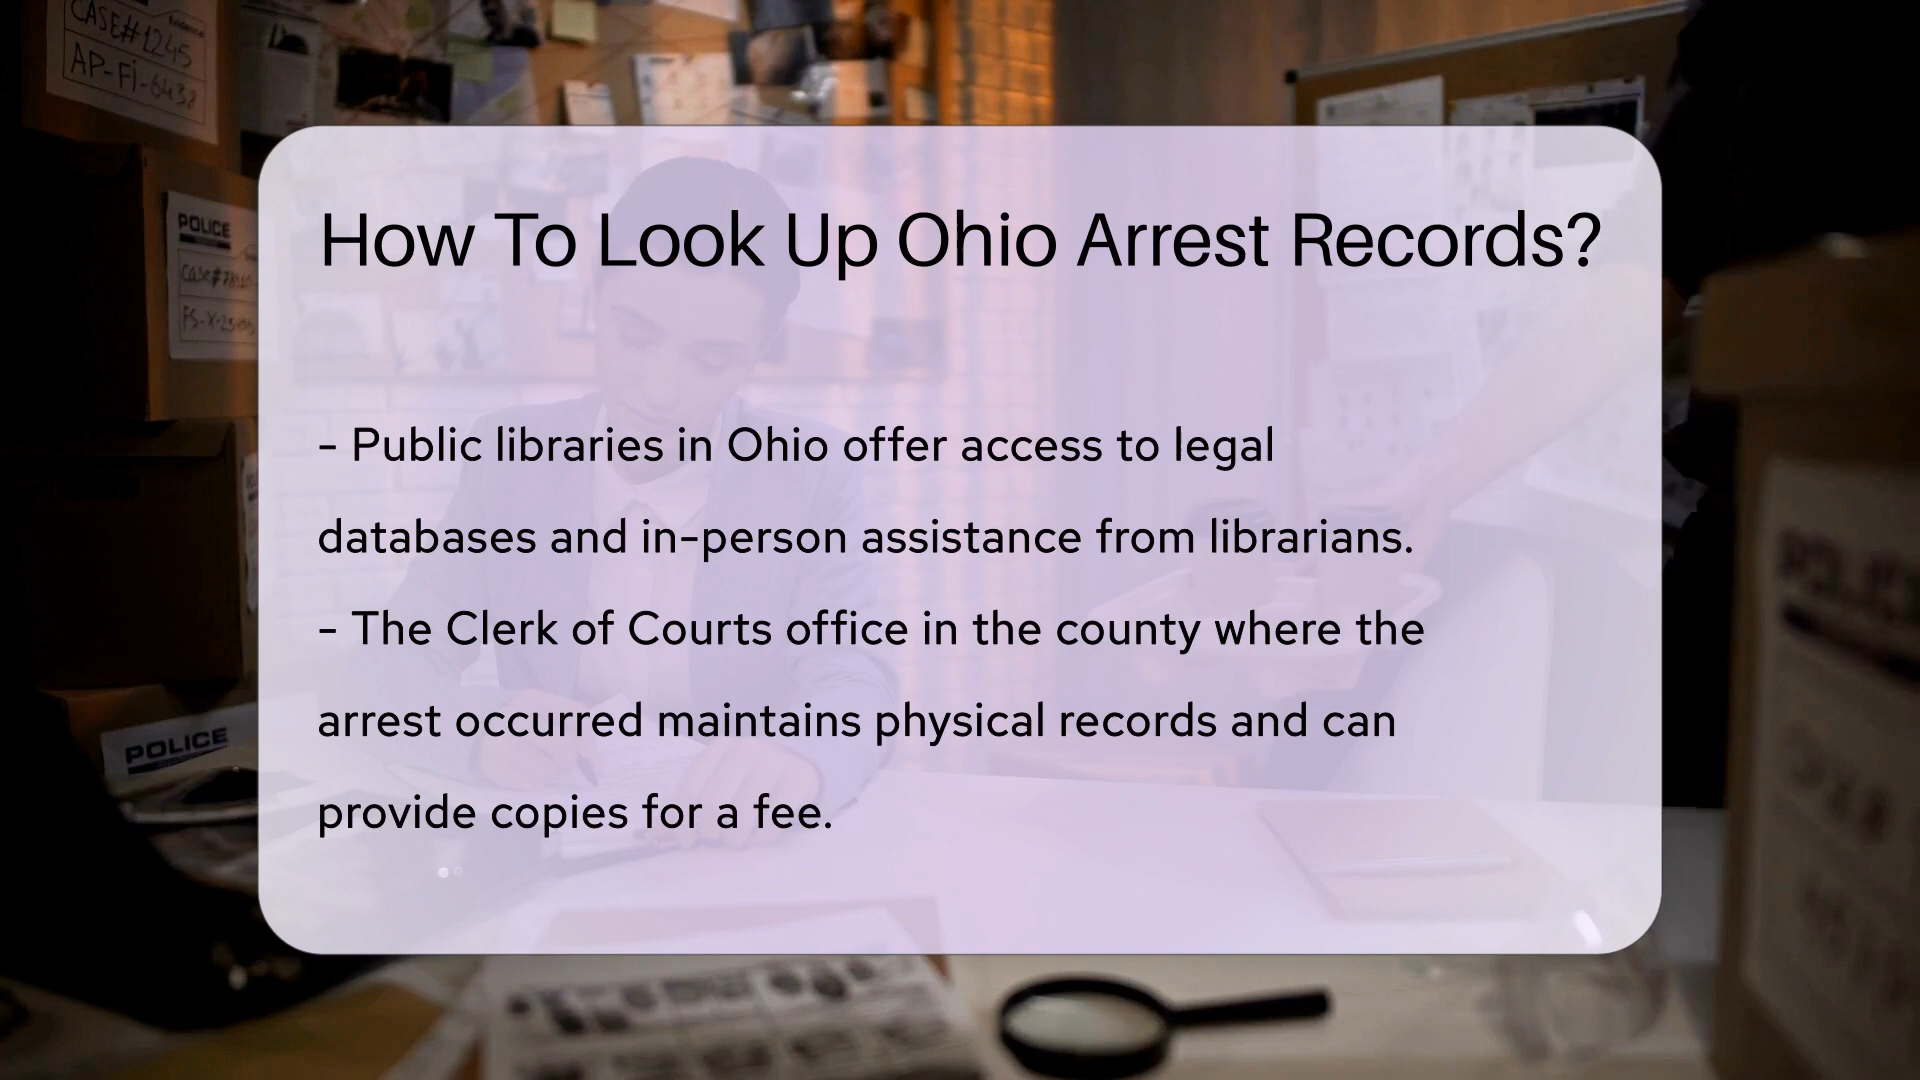 CASE#1245
AP-Fi-6438
POLICE
How To Look Up Ohio Arrest Records?
- Public libraries in Ohio offer access to legal
databases and in-person assistance from librarians.
- The Clerk of Courts office in the county where the
arrest occurred maintains physical records and can
provide copies for a fee.
POLICE